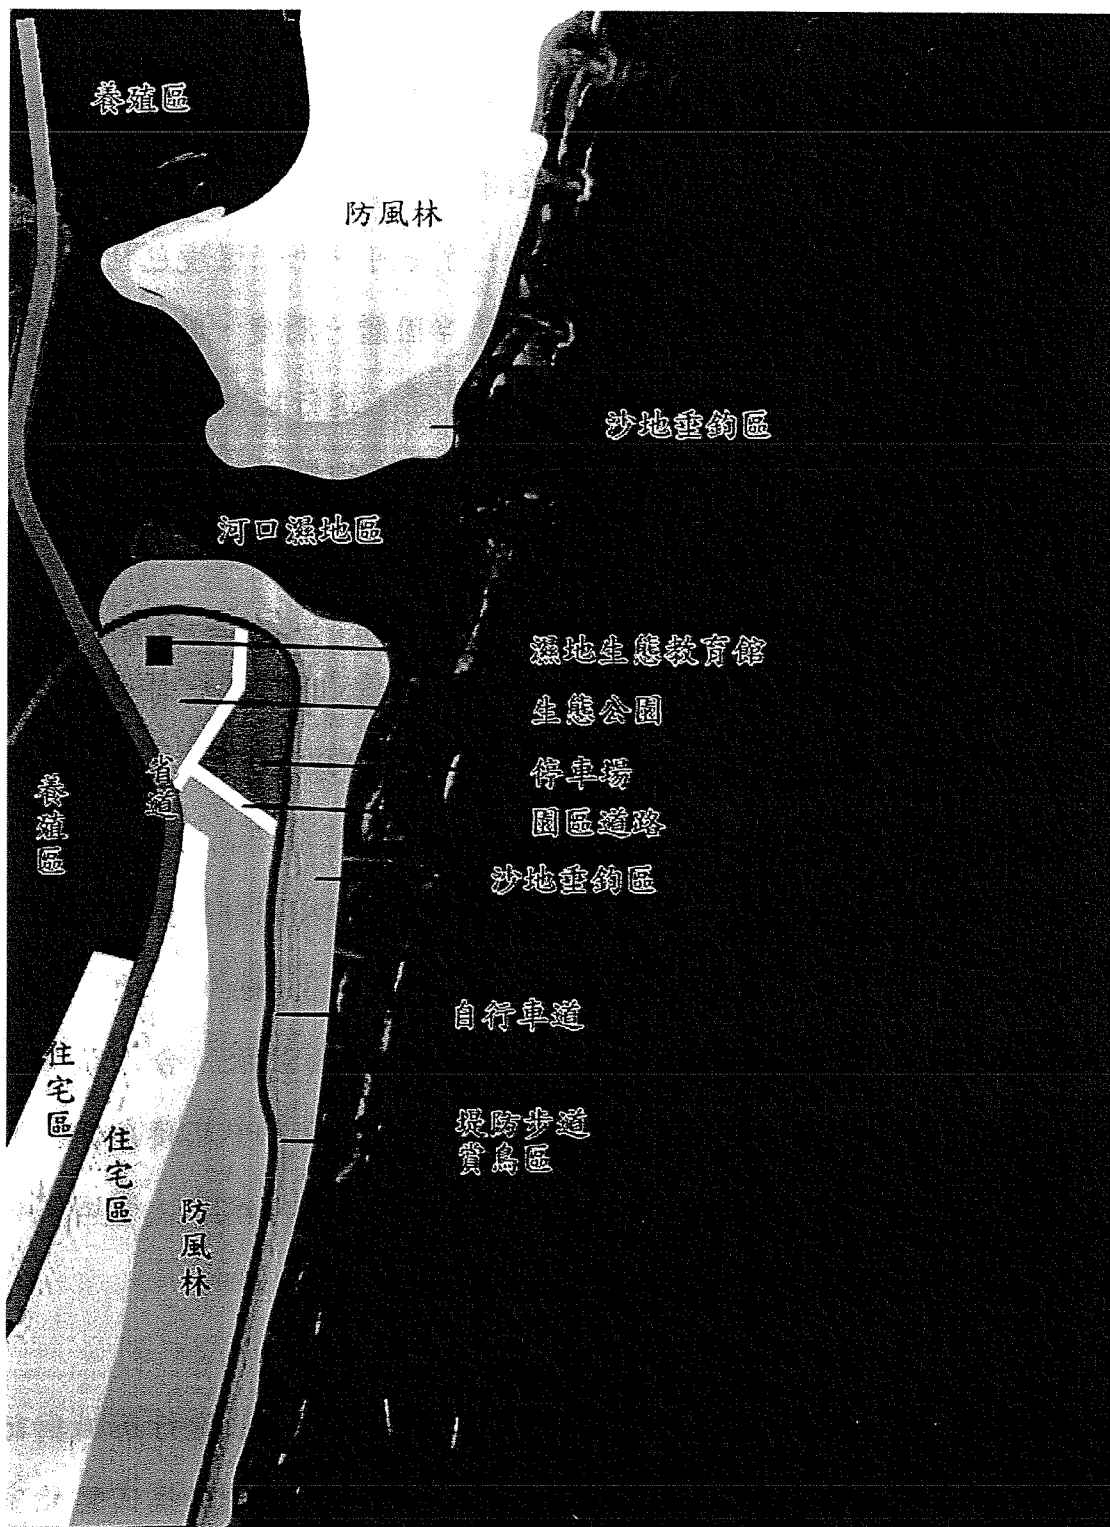 養殖區
防風林
沙地垂釣區
河口濕地區
濕地生態教育館
生態公園
停車場
園區道路
沙地垂釣區
省道
養殖區
自行車道
堤防步道
賞鳥區
住宅區
住宅區
防風林